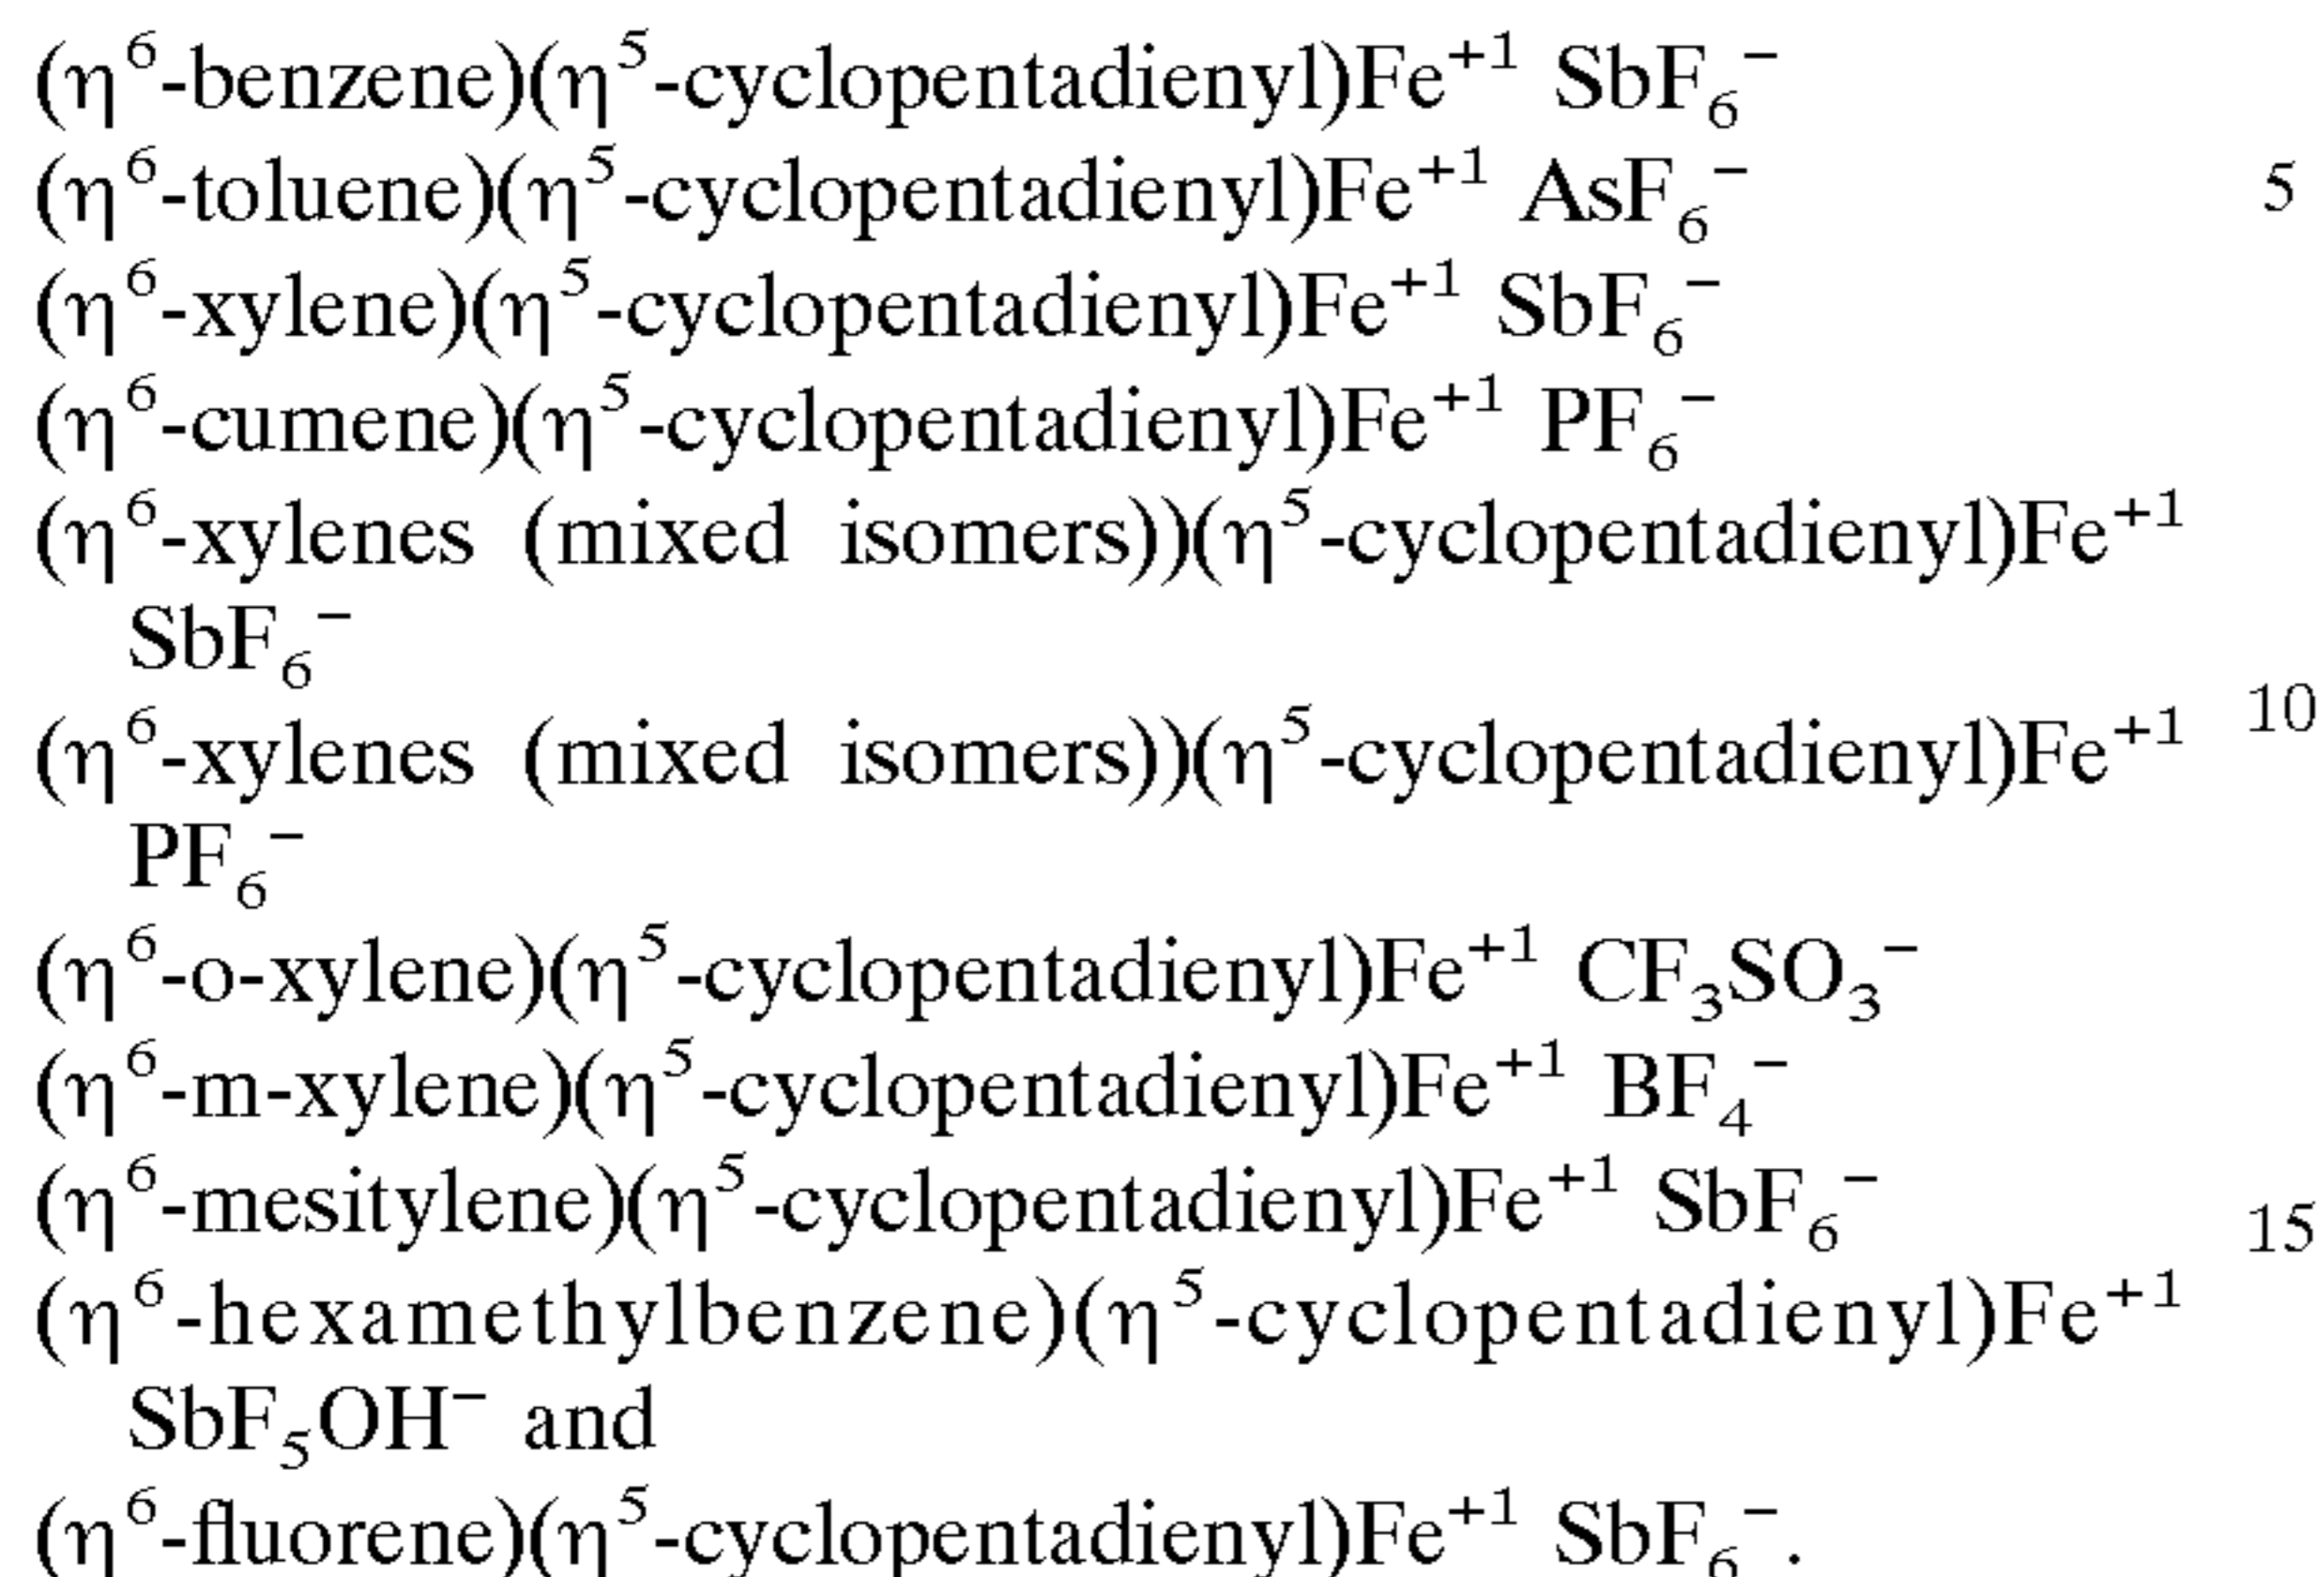 (η⁶-benzene)(η⁵-cyclopentadienyl)Fe⁺¹ SbF₆⁻
(η⁶-toluene)(η⁵-cyclopentadienyl)Fe⁺¹ AsF₆⁻ 5
(η⁶-xylene)(η⁵-cyclopentadienyl)Fe⁺¹ SbF₆⁻
(η⁶-cumene)(η⁵-cyclopentadienyl)Fe⁺¹ PF₆⁻
(η⁶-xylenes (mixed isomers))(η⁵-cyclopentadienyl)Fe⁺¹
SbF₆⁻
(η⁶-xylenes (mixed isomers))(η⁵-cyclopentadienyl)Fe⁺¹ 10
PF₆⁻
(η⁶-o-xylene)(η⁵-cyclopentadienyl)Fe⁺¹ CF₃SO₃⁻
(η⁶-m-xylene)(η⁵-cyclopentadienyl)Fe⁺¹ BF₄⁻
(η⁶-mesitylene)(η⁵-cyclopentadienyl)Fe⁺¹ SbF₆⁻ 15
(η⁶-hexamethylbenzene)(η⁵-cyclopentadienyl)Fe⁺¹
SbF₅OH⁻ and
(η⁶-fluorene)(η⁵-cyclopentadienyl)Fe⁺¹ SbF₆⁻.